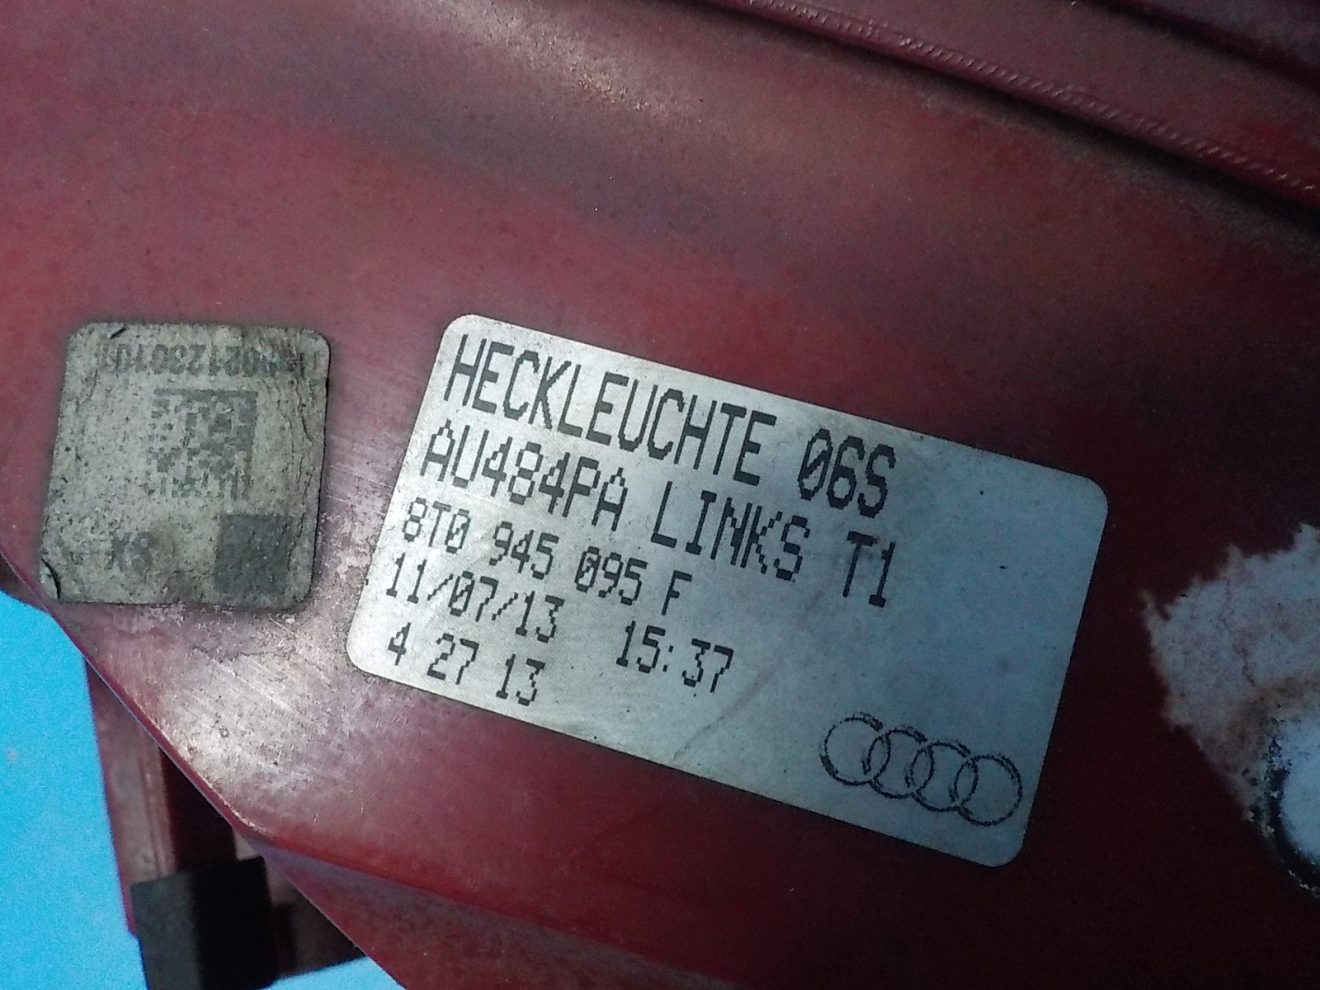 HECKLEUCHTE 06S
AU484PA LINKS T1
8T0 945 095 F
11/07/13 15:37
4 27 13